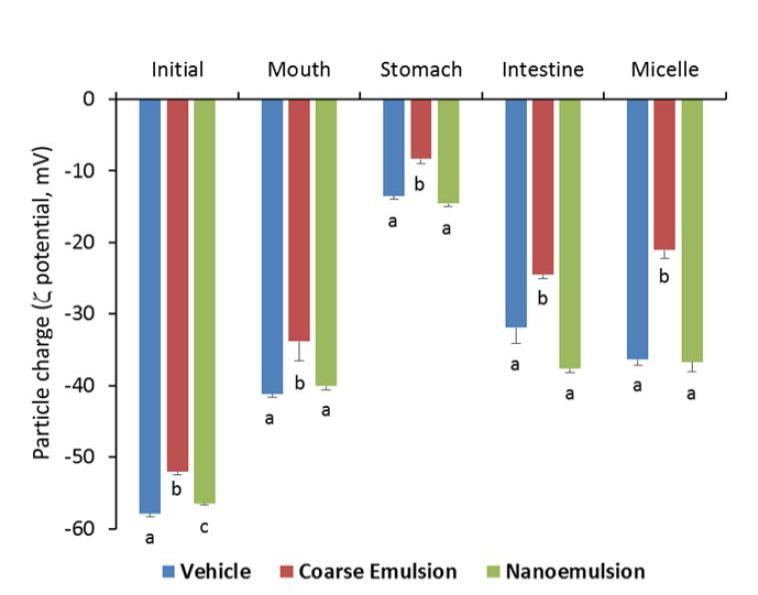 Initial Mouth Stomach Intestine Micelle
Particle charge (ζ potential, mV)
0
-10
-20
-30
-40
-50
-60
a b c
a b a
a b a
a b a
a b a
Vehicle Coarse Emulsion Nanoemulsion